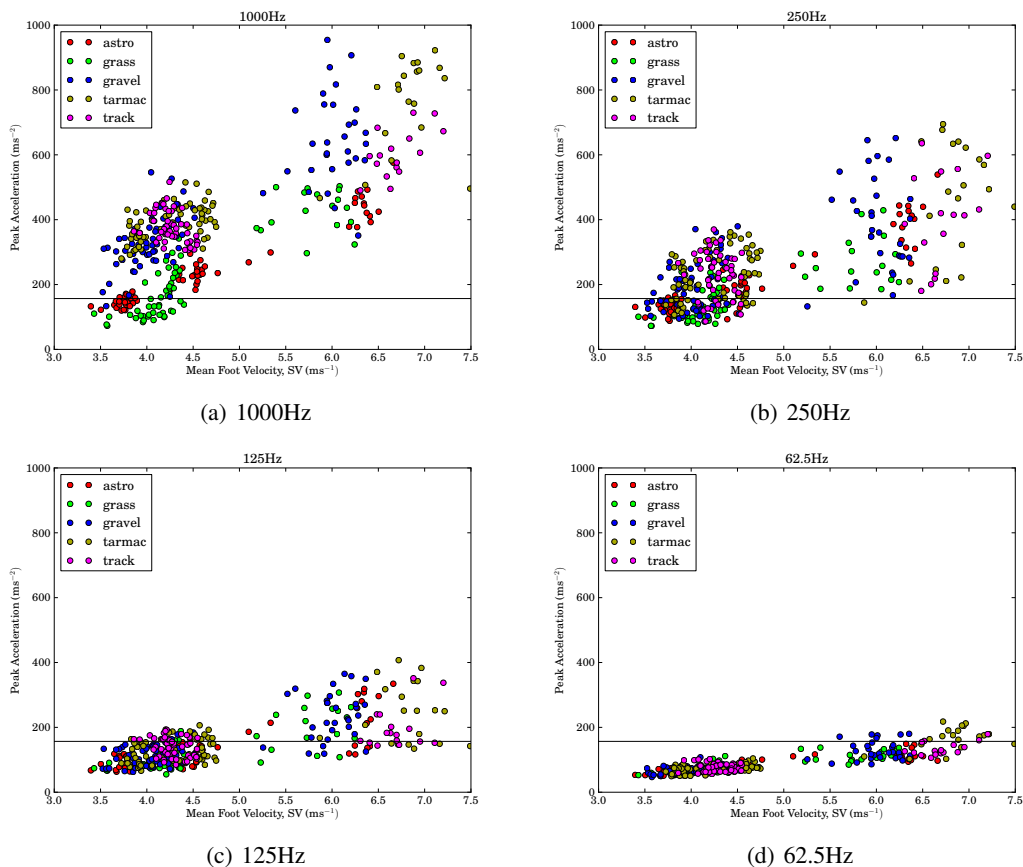 1000Hz
1000
800
600
400
200
0
3.0 3.5 4.0 4.5 5.0 5.5 6.0 6.5 7.0 7.5
Peak Acceleration (ms⁻²)
Mean Foot Velocity, SV (ms⁻¹)
astro
grass
gravel
tarmac
track
(a) 1000Hz
250Hz
1000
800
600
400
200
0
3.0 3.5 4.0 4.5 5.0 5.5 6.0 6.5 7.0 7.5
Peak Acceleration (ms⁻²)
Mean Foot Velocity, SV (ms⁻¹)
astro
grass
gravel
tarmac
track
(b) 250Hz
125Hz
1000
800
600
400
200
0
3.0 3.5 4.0 4.5 5.0 5.5 6.0 6.5 7.0 7.5
Peak Acceleration (ms⁻²)
Mean Foot Velocity, SV (ms⁻¹)
astro
grass
gravel
tarmac
track
(c) 125Hz
62.5Hz
1000
800
600
400
200
0
3.0 3.5 4.0 4.5 5.0 5.5 6.0 6.5 7.0 7.5
Peak Acceleration (ms⁻²)
Mean Foot Velocity, SV (ms⁻¹)
astro
grass
gravel
tarmac
track
(d) 62.5Hz